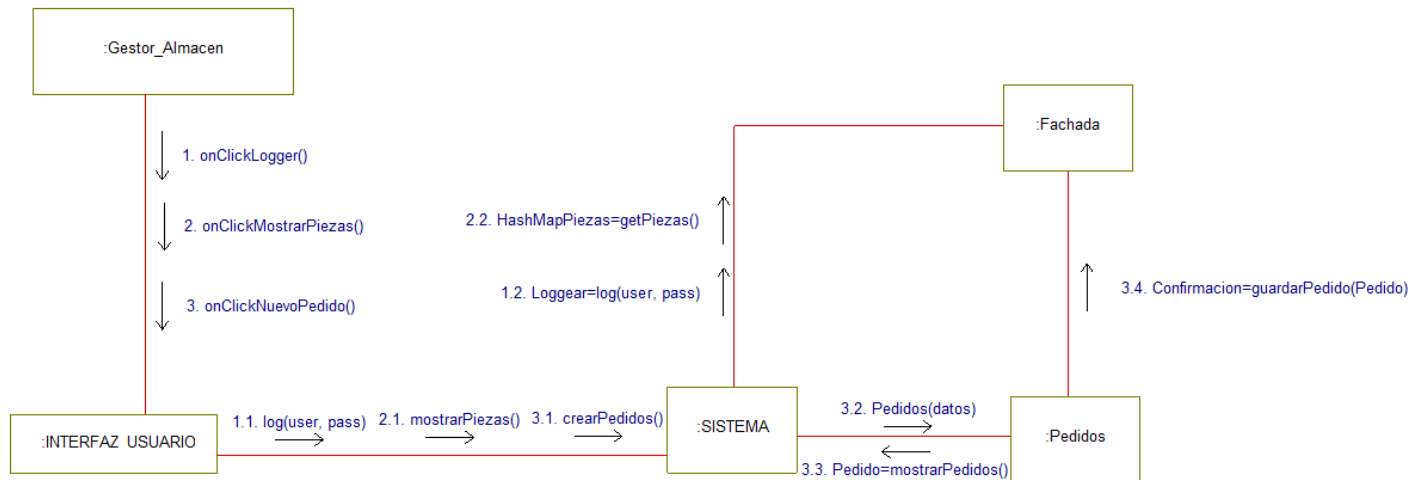 :Gestor_Almacen
:Fachada
1. onClickLogger()
2. onClickMostrarPiezas()
2.2. HashMapPiezas=getPiezas()
3. onClickNuevoPedido()
1.2. Loggear=log(user, pass)
3.4. Confirmacion=guardarPedido(Pedido)
:INTERFAZ USUARIO
1.1. log(user, pass)
2.1. mostrarPiezas()
3.1. crearPedidos()
:SISTEMA
3.2. Pedidos(datos)
:Pedidos
3.3. Pedido=mostrarPedidos()